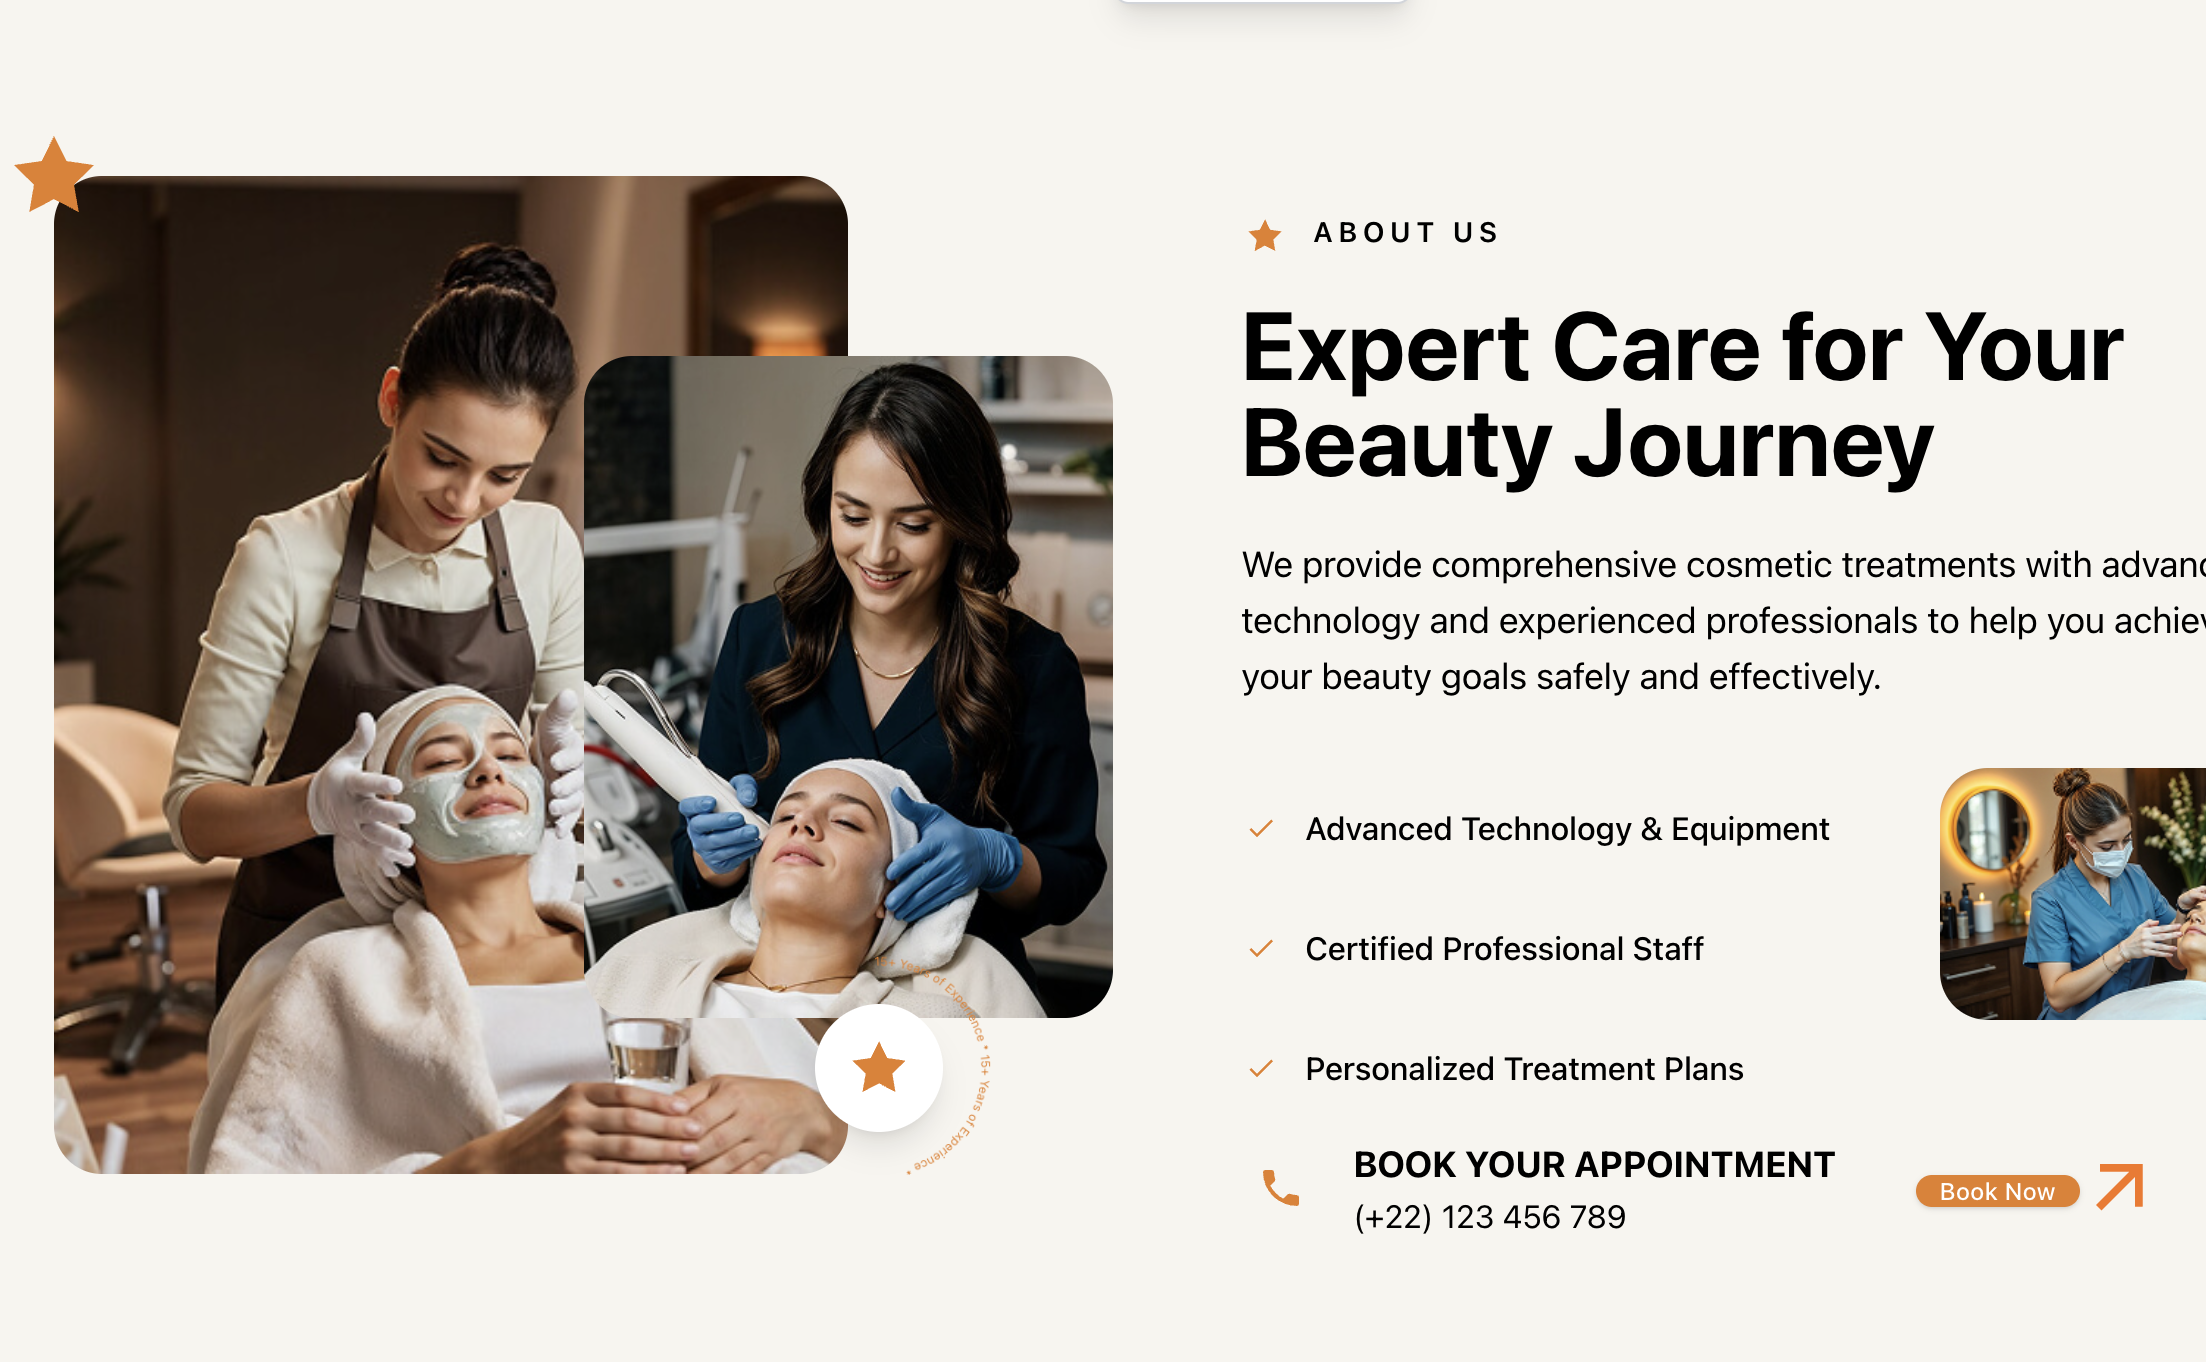 ABOUT US
Expert Care for Your
Beauty Journey
We provide comprehensive cosmetic treatments with
technology and experienced professionals to help you
your beauty goals safely and effectively.
Advanced Technology & Equipment
Certified Professional Staff
Personalized Treatment Plans
BOOK YOUR APPOINTMENT
(+22) 123 456 789
Book Now
15+ Years of Experience • 15+ Years of Experience •